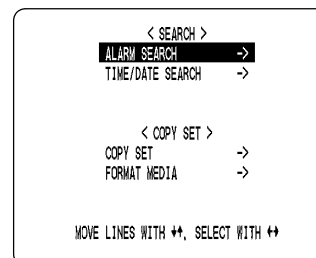 < SEARCH >
ALARM SEARCH ->
TIME/DATE SEARCH ->
< COPY SET >
COPY SET ->
FORMAT MEDIA ->
MOVE LINES WITH ↓↑, SELECT WITH ←→